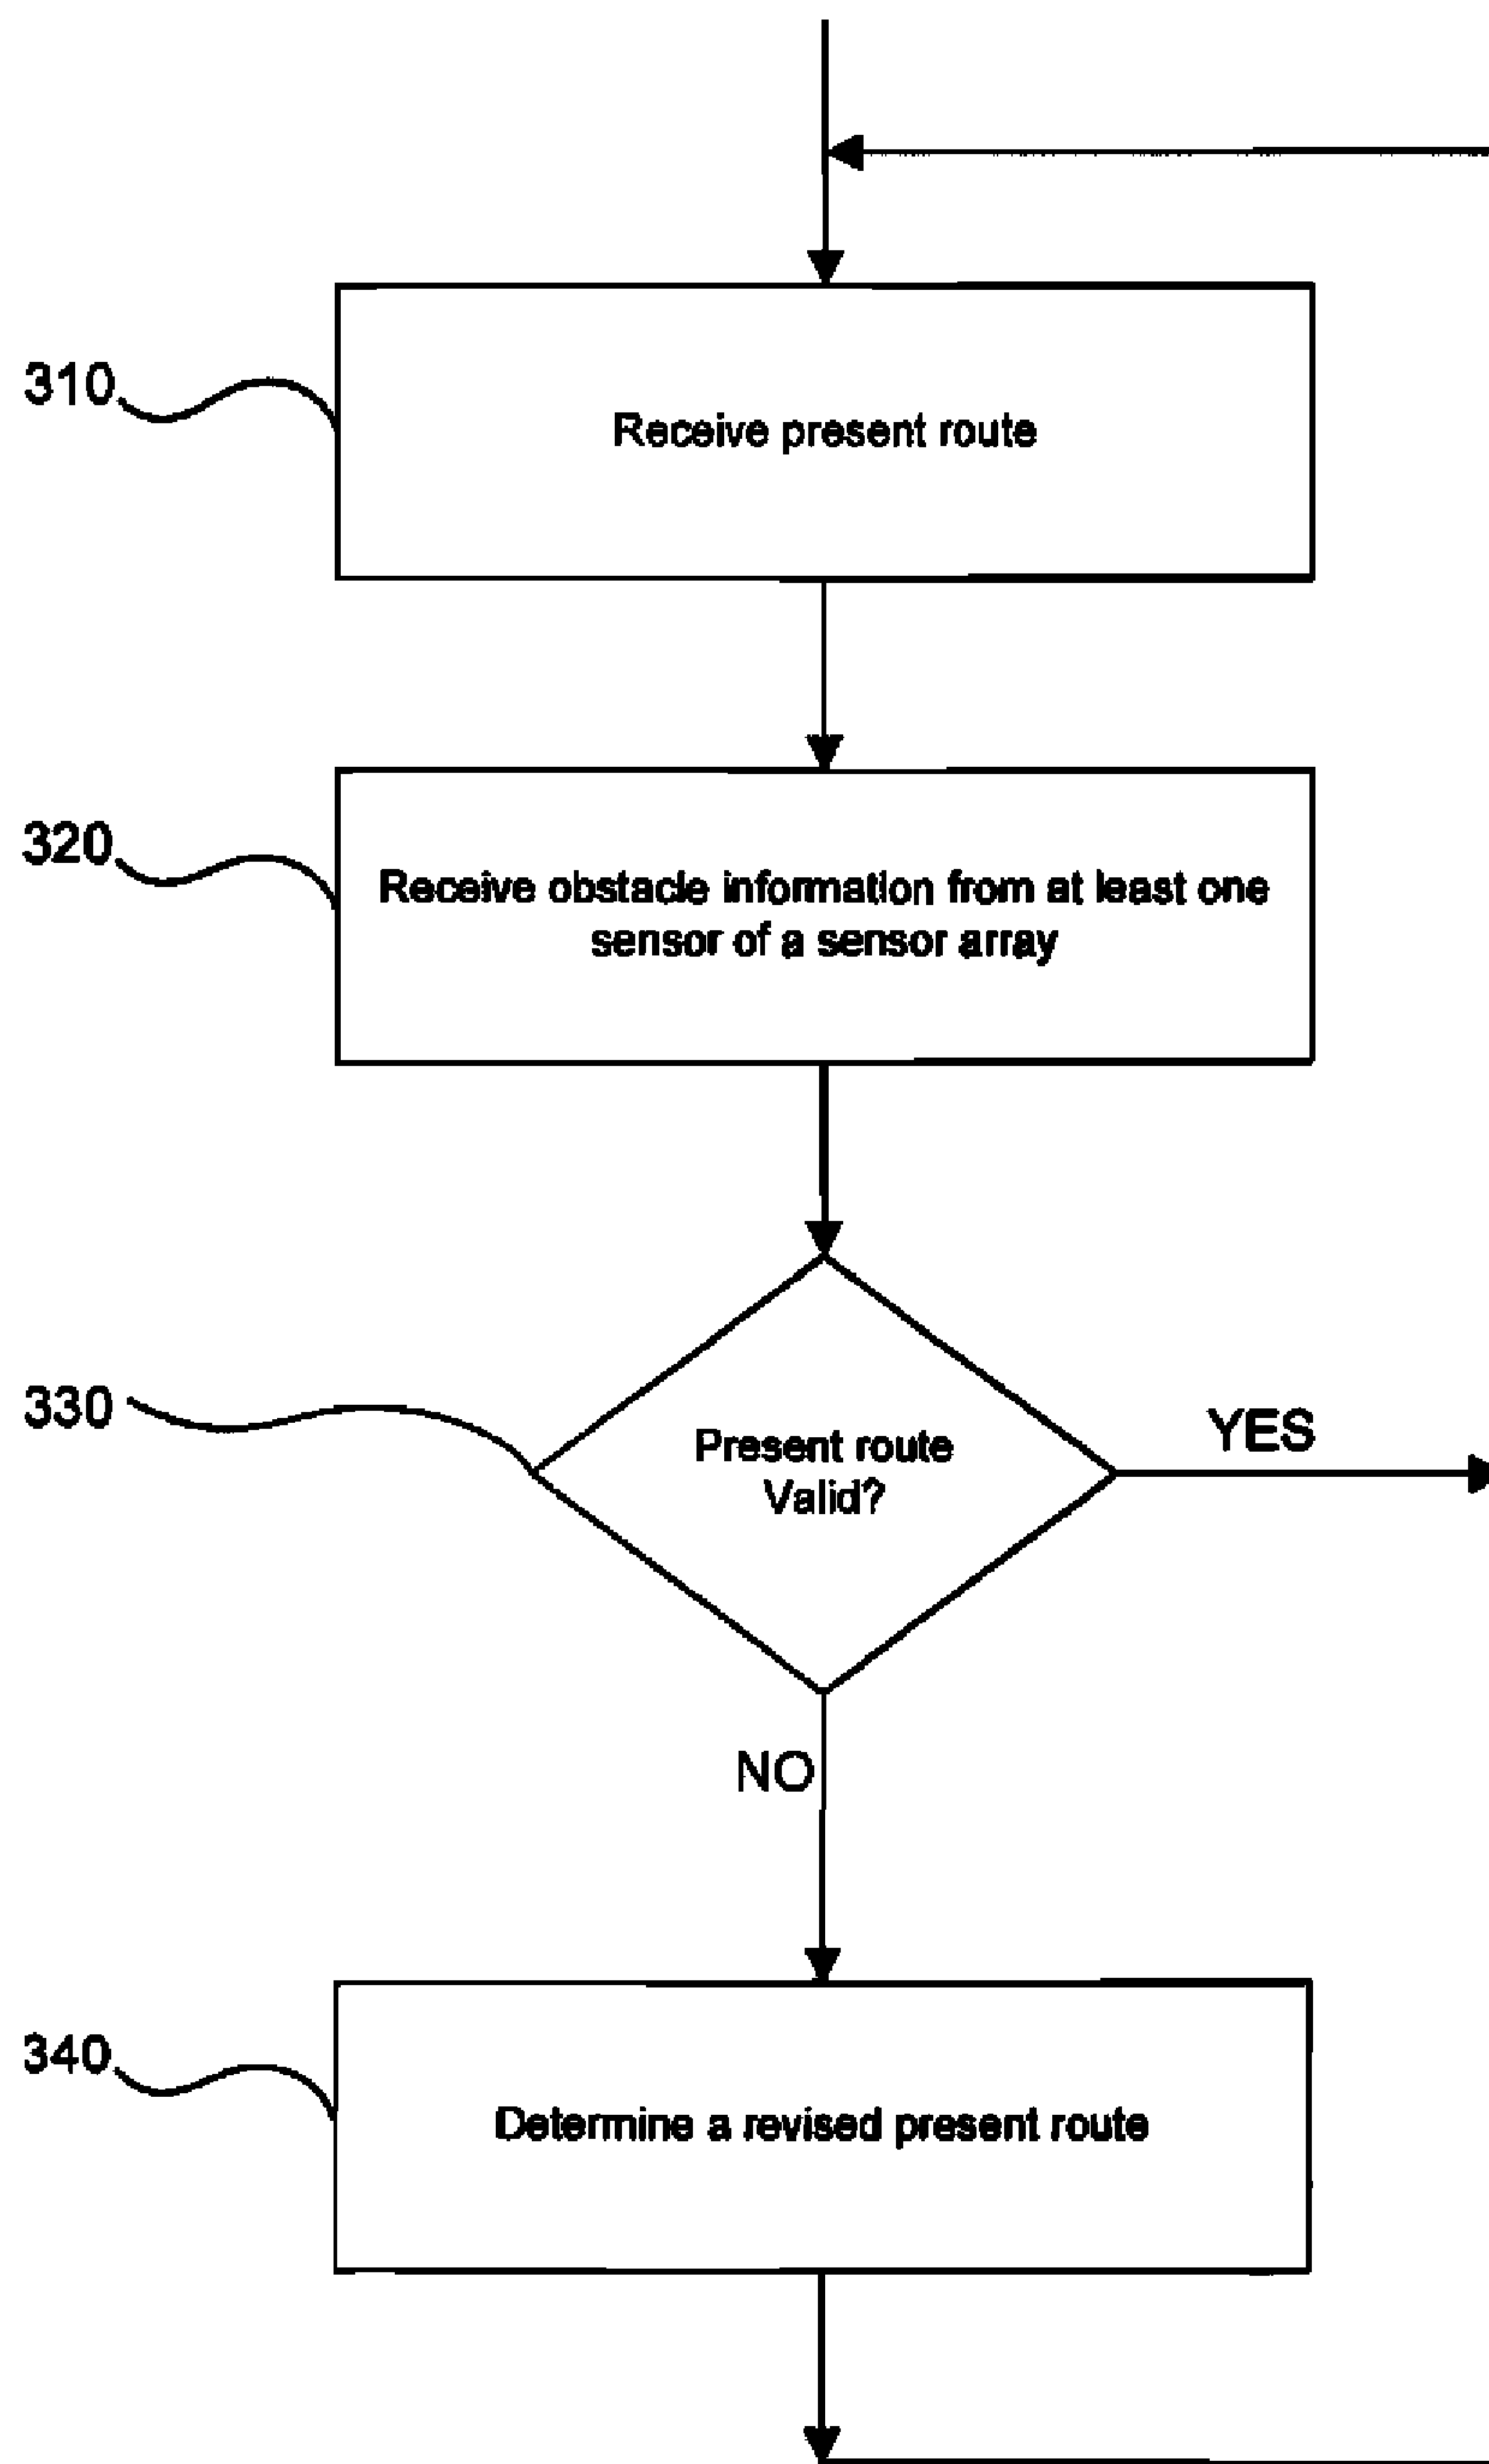 310
Receive present route
320
Receive obstacle information from at least one
sensor of a sensor array
330
Present route
Valid?
YES
NO
340
Determine a revised present route